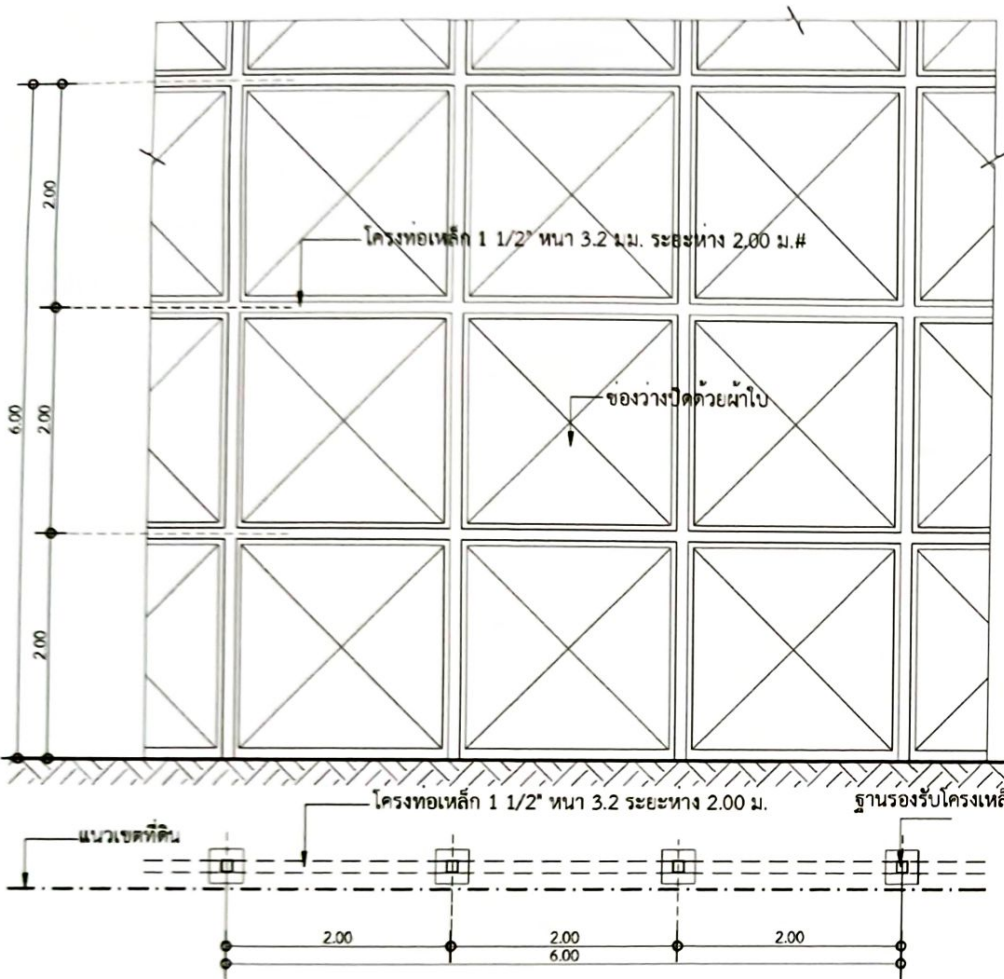 2.00
โครงท่อเหล็ก 1 1/2" หนา 3.2 มม. ระยะห่าง 2.00 ม.#
6.00
2.00
ช่องว่างปิดด้วยผ้าใบ
2.00
โครงท่อเหล็ก 1 1/2" หนา 3.2 ระยะห่าง 2.00 ม.
ฐานรองรับโครงเหล็
แนวเขตที่ดิน
2.00
2.00
2.00
6.00